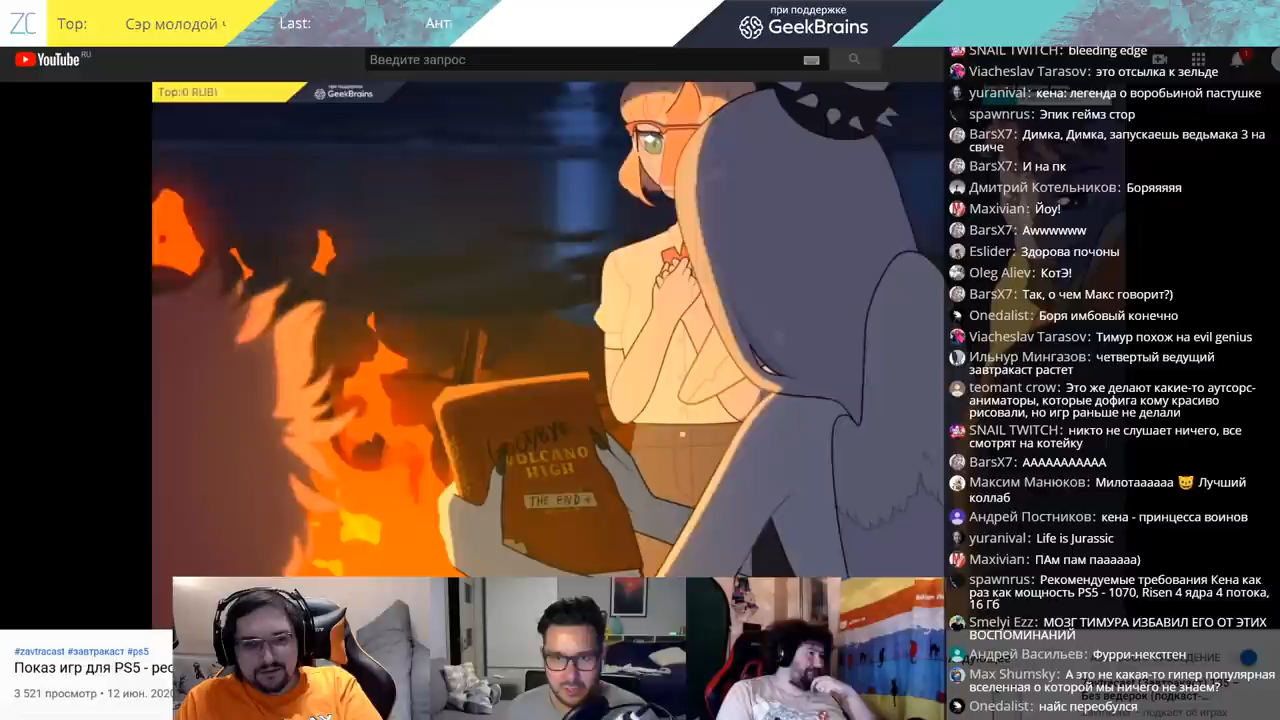 ZC
Top:
Сэр молодой ч
Last:
Ант
при поддержке
GeekBrains
YouTube RU
Введите запрос
1
Top:0 RUB)
при поддержке
GeekBrains
GOODBYE
VOLCANO
HIGH
THE END
SNAIL TWITCH: bleeding edge
Viacheslav Tarasov: это отсылка к зельде
yuranival: кена: легенда о воробьиной пастушке
spawnrus: Эпик геймз стор
BarsX7: Димка, Димка, запускаешь ведьмака 3 на
свиче
BarsX7: И на пк
Дмитрий Котельников: Боряяяяя
Maxivian: Йоу!
BarsX7: Awwwwww
Eslider: Здорова почоны
Oleg Aliev: КотЭ!
BarsX7: Так, о чем Макс говорит?)
Onedalist: Боря имбовый конечно
Viacheslav Tarasov: Тимур похож на evil genius
Ильнур Мингазов: четвертый ведущий
завтракаст растет
teomant crow: Это же делают какие-то аутсорс-
аниматоры, которые дофига кому красиво
рисовали, но игр раньше не делали
SNAIL TWITCH: никто не слушает ничего, все
смотрят на котейку
BarsX7: ААААААААААА
Максим Манюков: Милотаааааа 😼 Лучший
коллаб
Андрей Постников: кена - принцесса воинов
yuranival: Life is Jurassic
Maxivian: ПАм пам паааааа)
spawnrus: Рекомендуемые требования Кена как
раз как мощность PS5 - 1070, Risen 4 ядра 4 потока,
16 Гб
Smelyi Ezz: МОЗГ ТИМУРА ИЗБАВИЛ ЕГО ОТ ЭТИХ
ВОСПОМИНАНИЙ
Андрей Васильев: Фурри-некстген
Max Shumsky: А это не какая-то гипер популярная
вселенная о которой мы ничего не знаем?
Onedalist: найс переобулся
#zavtracast #завтракаст #ps5
Показ игр для PS5 - рес
3 521 просмотр • 12 июн. 2020